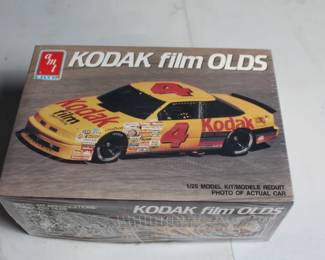 amt
ERTL
KODAK film OLDS
4
Kodak
film
4
Kodak
1/25 MODEL KIT/MODELE REDUIT
PHOTO OF ACTUAL CAR
KODAK film OLDS